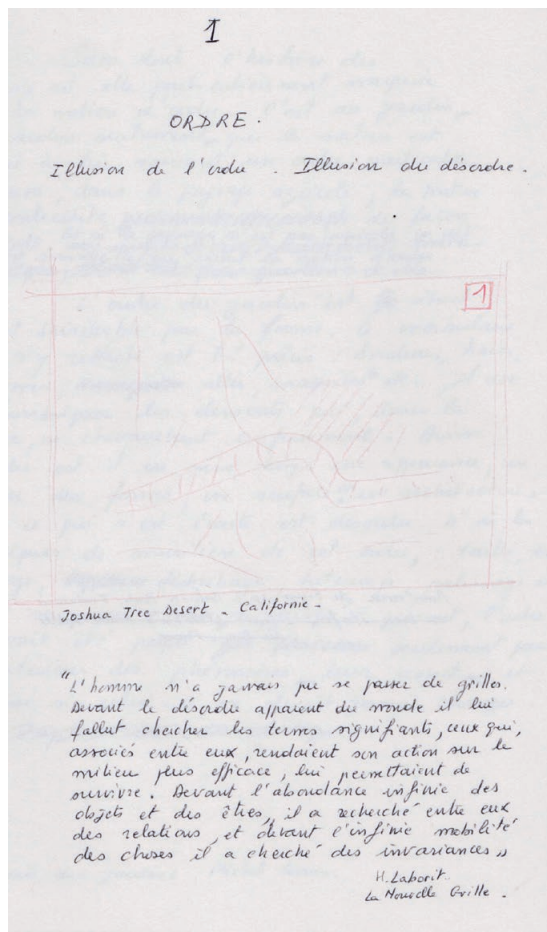 1
ORDRE.
Illusion de l'ordre. Illusion du désordre.
1
Joshua Tree Desert - Californie -
"L'homme n'a jamais pu se passer de grilles.
Devant le désordre apparent du monde il lui
fallut chercher les termes signifiants, ceux qui,
associés entre eux, rendaient son action sur le
milieu plus efficace, lui permettaient de
survivre. Devant l'abondance infinie des
objets et des êtres, il a recherché entre eux
des relations, et devant l'infinie mobilité
des choses il a cherché des invariances"
H. Laborit.
La Nouvelle Grille.